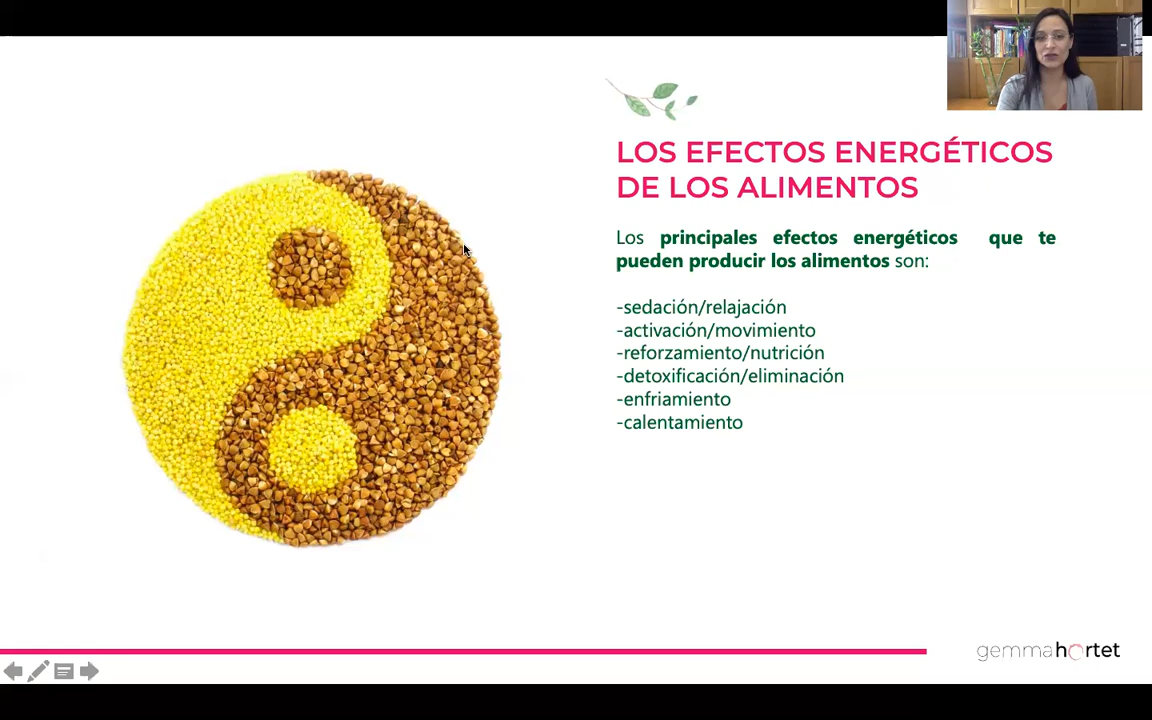 LOS EFECTOS ENERGÉTICOS
DE LOS ALIMENTOS
Los principales efectos energéticos que te
pueden producir los alimentos son:
-sedación/relajación
-activación/movimiento
-reforzamiento/nutrición
-detoxificación/eliminación
-enfriamiento
-calentamiento
gemmahortet